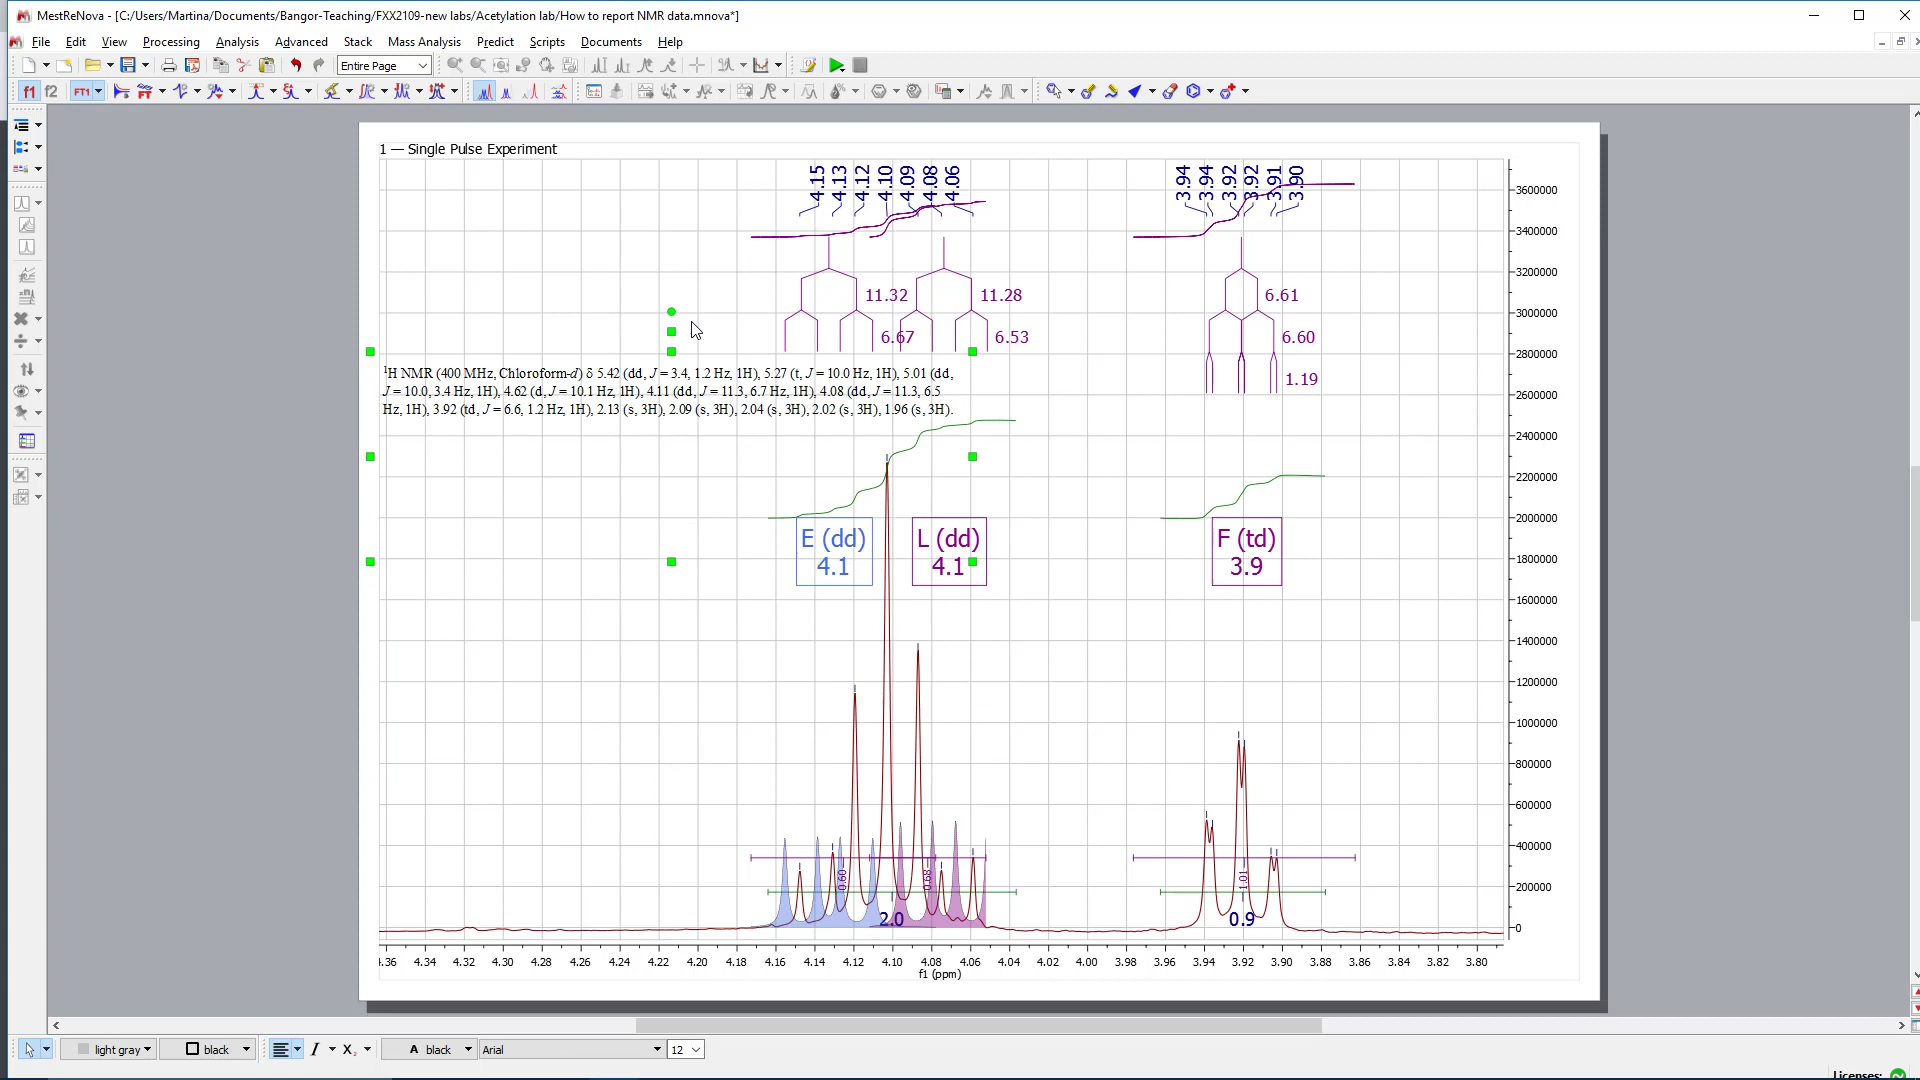 MestReNova - [C:/Users/Martina/Documents/Bangor-Teaching/FXX2109-new labs/Acetylation lab/How to report NMR data.mnova*]
File Edit View Processing Analysis Advanced Stack Mass Analysis Predict Scripts Documents Help
Entire Page
f1 f2 FT1
1 — Single Pulse Experiment
4.15 4.13 4.12 4.10 4.09 4.08 4.06 3.94 3.94 3.92 3.92 3.91 3.90
3600000
3400000
3200000
11.32 11.28 6.61
3000000
6.67 6.53 6.60
2800000
¹H NMR (400 MHz, Chloroform-d) δ 5.42 (dd, J = 3.4, 1.2 Hz, 1H), 5.27 (t, J = 10.0 Hz, 1H), 5.01 (dd,
1.19
J = 10.0, 3.4 Hz, 1H), 4.62 (d, J = 10.1 Hz, 1H), 4.11 (dd, J = 11.3, 6.7 Hz, 1H), 4.08 (dd, J = 11.3, 6.5
2600000
Hz, 1H), 3.92 (td, J = 6.6, 1.2 Hz, 1H), 2.13 (s, 3H), 2.09 (s, 3H), 2.04 (s, 3H), 2.02 (s, 3H), 1.96 (s, 3H).
2400000
2200000
2000000
E (dd) L (dd) F (td)
4.1 4.1 3.9
1800000
1600000
1400000
1200000
1000000
800000
600000
400000
0.60 0.68 1.01
200000
2.0 0.9
0
4.36 4.34 4.32 4.30 4.28 4.26 4.24 4.22 4.20 4.18 4.16 4.14 4.12 4.10 4.08 4.06 4.04 4.02 4.00 3.98 3.96 3.94 3.92 3.90 3.88 3.86 3.84 3.82 3.80
f1 (ppm)
light gray black I X₂ A black Arial 12
Licenses: